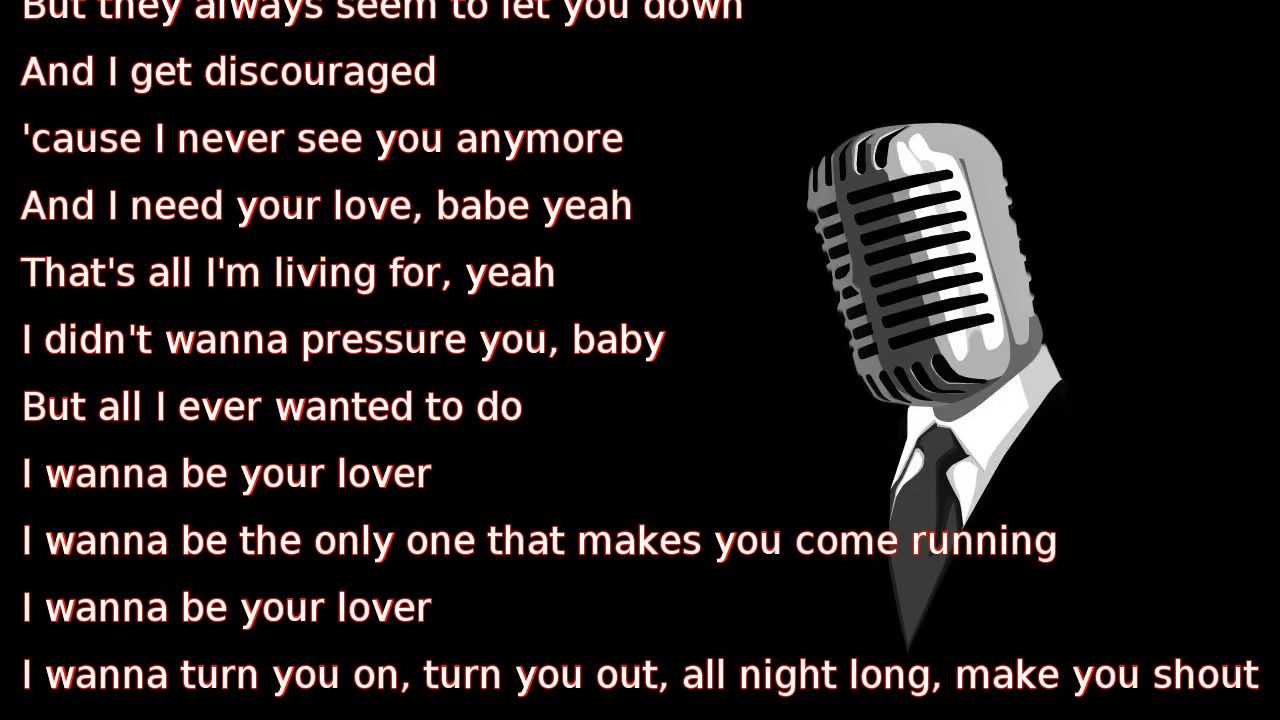 But they always seem to let you down
And I get discouraged
'cause I never see you anymore
And I need your love, babe yeah
That's all I'm living for, yeah
I didn't wanna pressure you, baby
But all I ever wanted to do
I wanna be your lover
I wanna be the only one that makes you come running
I wanna be your lover
I wanna turn you on, turn you out, all night long, make you shout